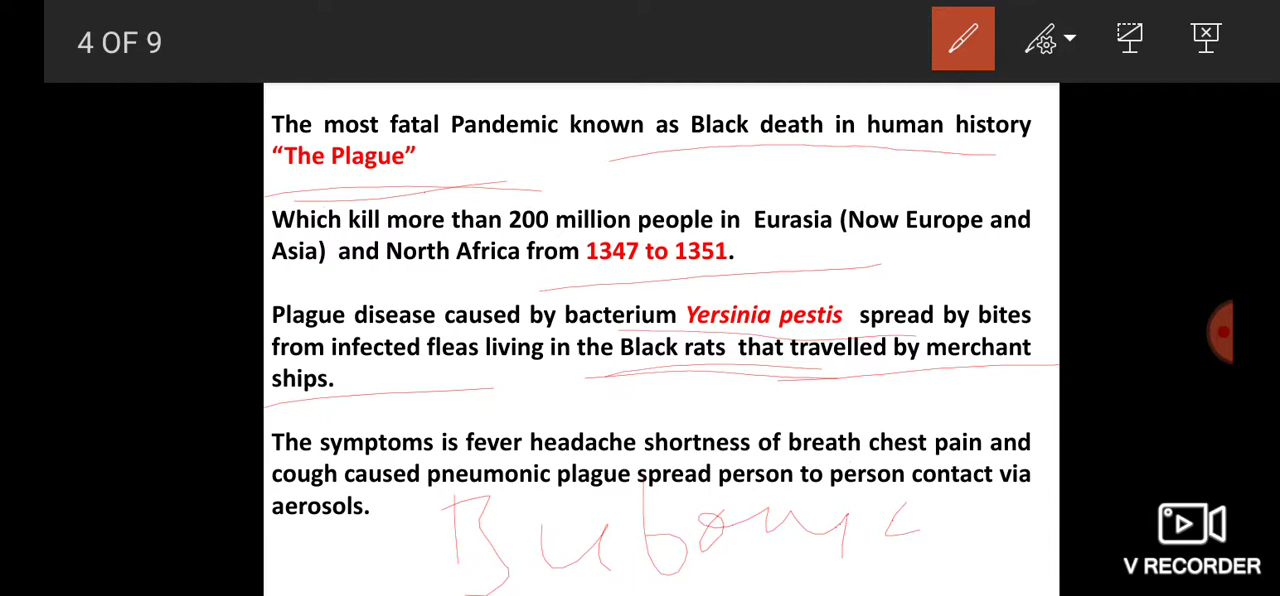 4 OF 9
The most fatal Pandemic known as Black death in human history
“The Plague”
Which kill more than 200 million people in Eurasia (Now Europe and
Asia) and North Africa from 1347 to 1351.
Plague disease caused by bacterium Yersinia pestis spread by bites
from infected fleas living in the Black rats that travelled by merchant
ships.
The symptoms is fever headache shortness of breath chest pain and
cough caused pneumonic plague spread person to person contact via
aerosols.
Bubonic
V RECORDER